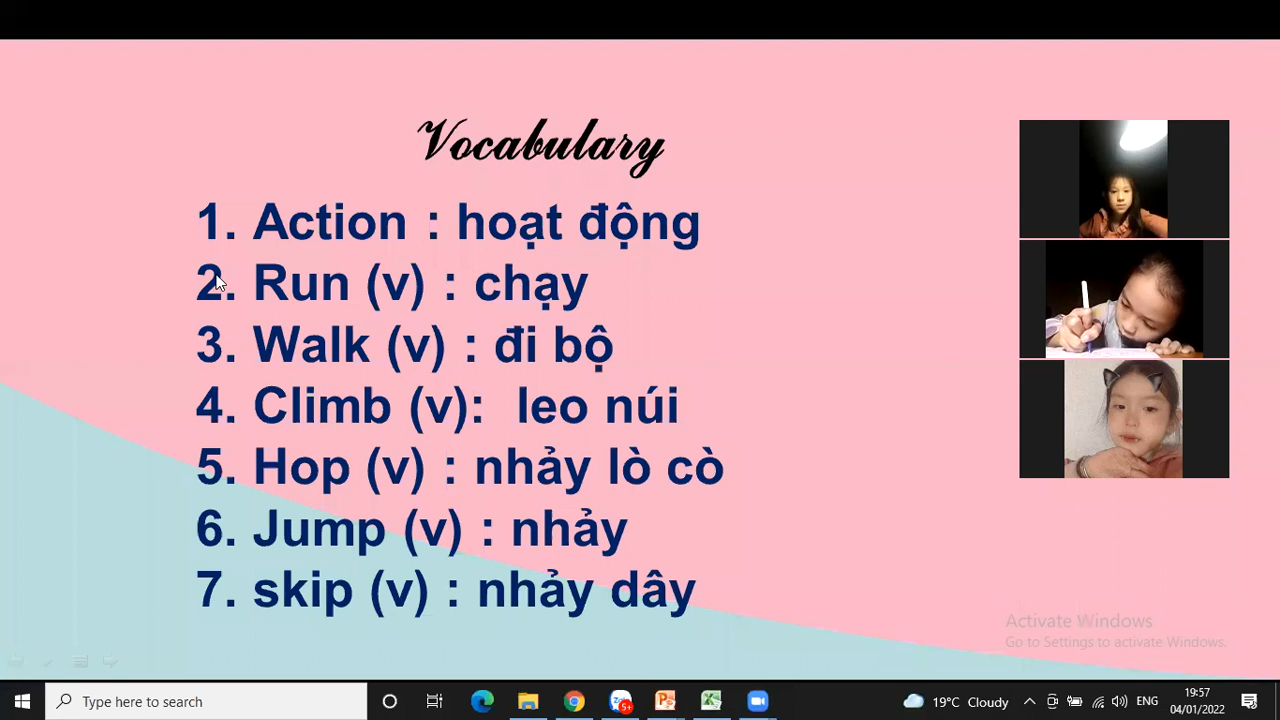 Vocabulary
1. Action : hoạt động
2. Run (v) : chạy
3. Walk (v) : đi bộ
4. Climb (v): leo núi
5. Hop (v) : nhảy lò cò
6. Jump (v) : nhảy
7. skip (v) : nhảy dây
Activate Windows
Go to Settings to activate Windows.
Type here to search
5+
19°C Cloudy
ENG
19:57
04/01/2022